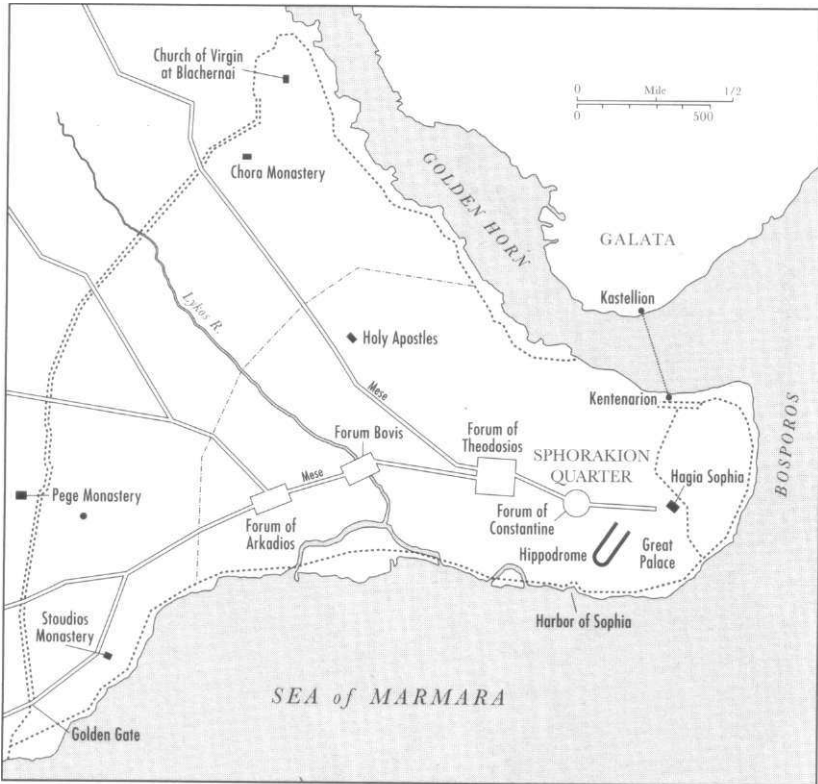 Church of Virgin
at Blachernai
0 Mile 1/2
0 500
Chora Monastery
GOLDEN HORN
GALATA
Lykos R.
Kastellion
Holy Apostles
Mese
Kentenarion
Forum Bovis
Forum of
Theodosios
SPHORAKION
QUARTER
BOSPOROS
Mese
Hagia Sophia
Pege Monastery
Forum of
Arkadios
Forum of
Constantine
Hippodrome
Great
Palace
Stoudios
Monastery
Harbor of Sophia
SEA of MARMARA
Golden Gate